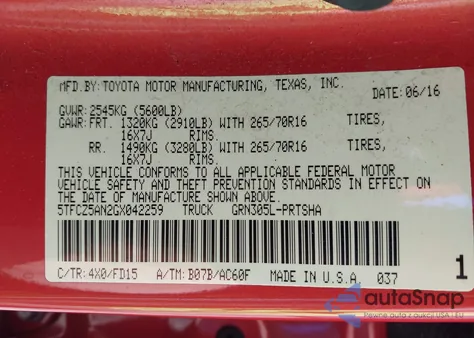 MFD.BY:TOYOTA MOTOR MANUFACTURING, TEXAS, INC.
DATE: 06/16
GVWR:2545KG (5600LB)
GAWR:FRT. 1320KG (2910LB) WITH 265/70R16 TIRES,
16X7J RIMS.
RR. 1490KG (3280LB) WITH 265/70R16 TIRES,
16X7J RIMS.
THIS VEHICLE CONFORMS TO ALL APPLICABLE FEDERAL MOTOR
VEHICLE SAFETY AND THEFT PREVENTION STANDARDS IN EFFECT
ON THE DATE OF MANUFACTURE SHOWN ABOVE.
5TFCZ5AN2GX042259 TRUCK GRN305L-PRTSHA
C/TR:4X0/FD15 A/TM:B07B/AC60F MADE IN U.S.A 037
1
autoSnap